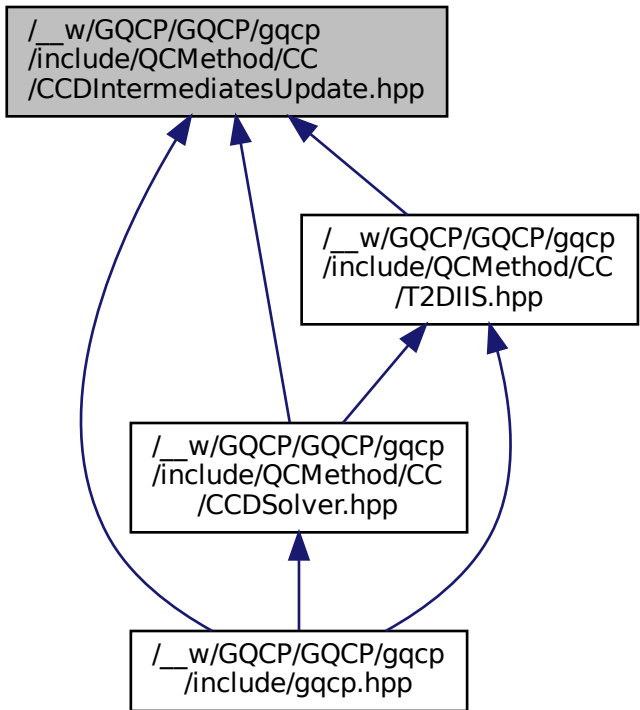 /__w/GQCP/GQCP/gqcp
/include/QCMethod/CC
/CCDIntermediatesUpdate.hpp
/__w/GQCP/GQCP/gqcp
/include/QCMethod/CC
/T2DIIS.hpp
/__w/GQCP/GQCP/gqcp
/include/QCMethod/CC
/CCDSolver.hpp
/__w/GQCP/GQCP/gqcp
/include/gqcp.hpp